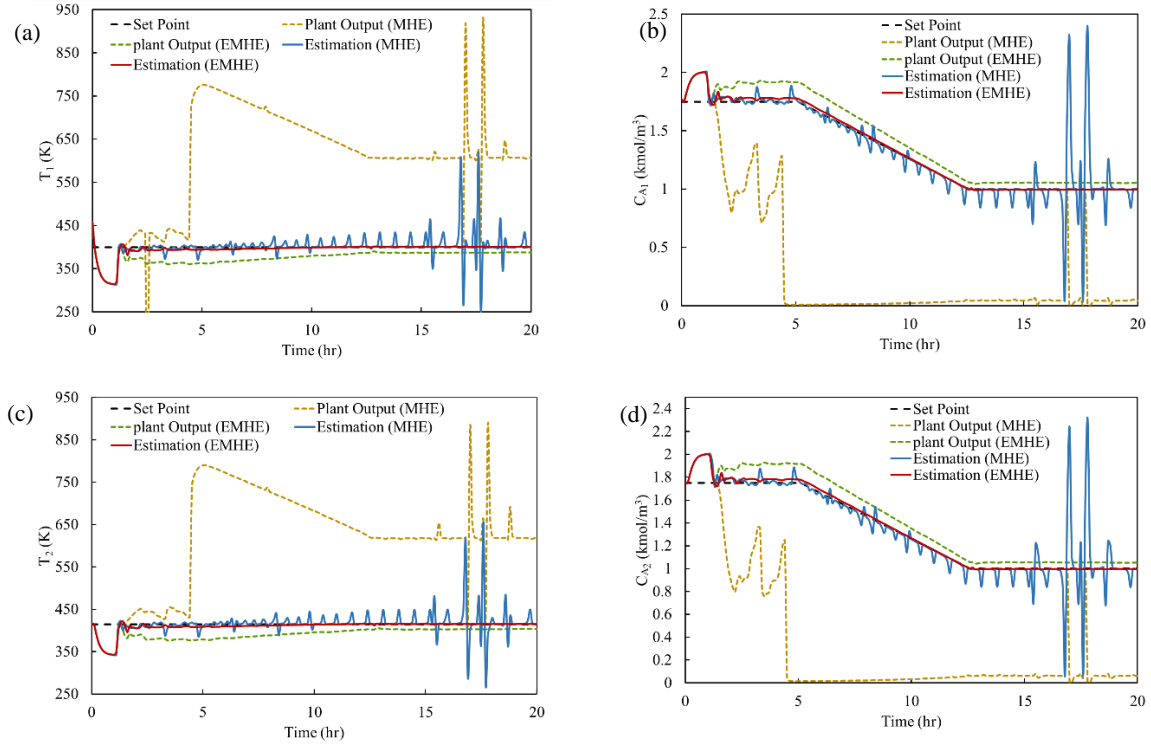 (a)
950
850
750
650
550
450
350
250
T₁ (K)
Set Point
Plant Output (MHE)
plant Output (EMHE)
Estimation (MHE)
Estimation (EMHE)
0
5
10
15
20
Time (hr)
(b)
2.5
2
1.5
1
0.5
0
C_A₁ (kmol/m³)
Set Point
Plant Output (MHE)
plant Output (EMHE)
Estimation (MHE)
Estimation (EMHE)
0
5
10
15
20
Time (hr)
(c)
950
850
750
650
550
450
350
250
T₂ (K)
Set Point
Plant Output (MHE)
plant Output (EMHE)
Estimation (MHE)
Estimation (EMHE)
0
5
10
15
20
Time (hr)
(d)
2.4
2.2
2
1.8
1.6
1.4
1.2
1
0.8
0.6
0.4
0.2
0
C_A₂ (kmol/m³)
Set Point
Plant Output (MHE)
plant Output (EMHE)
Estimation (MHE)
Estimation (EMHE)
0
5
10
15
20
Time (hr)